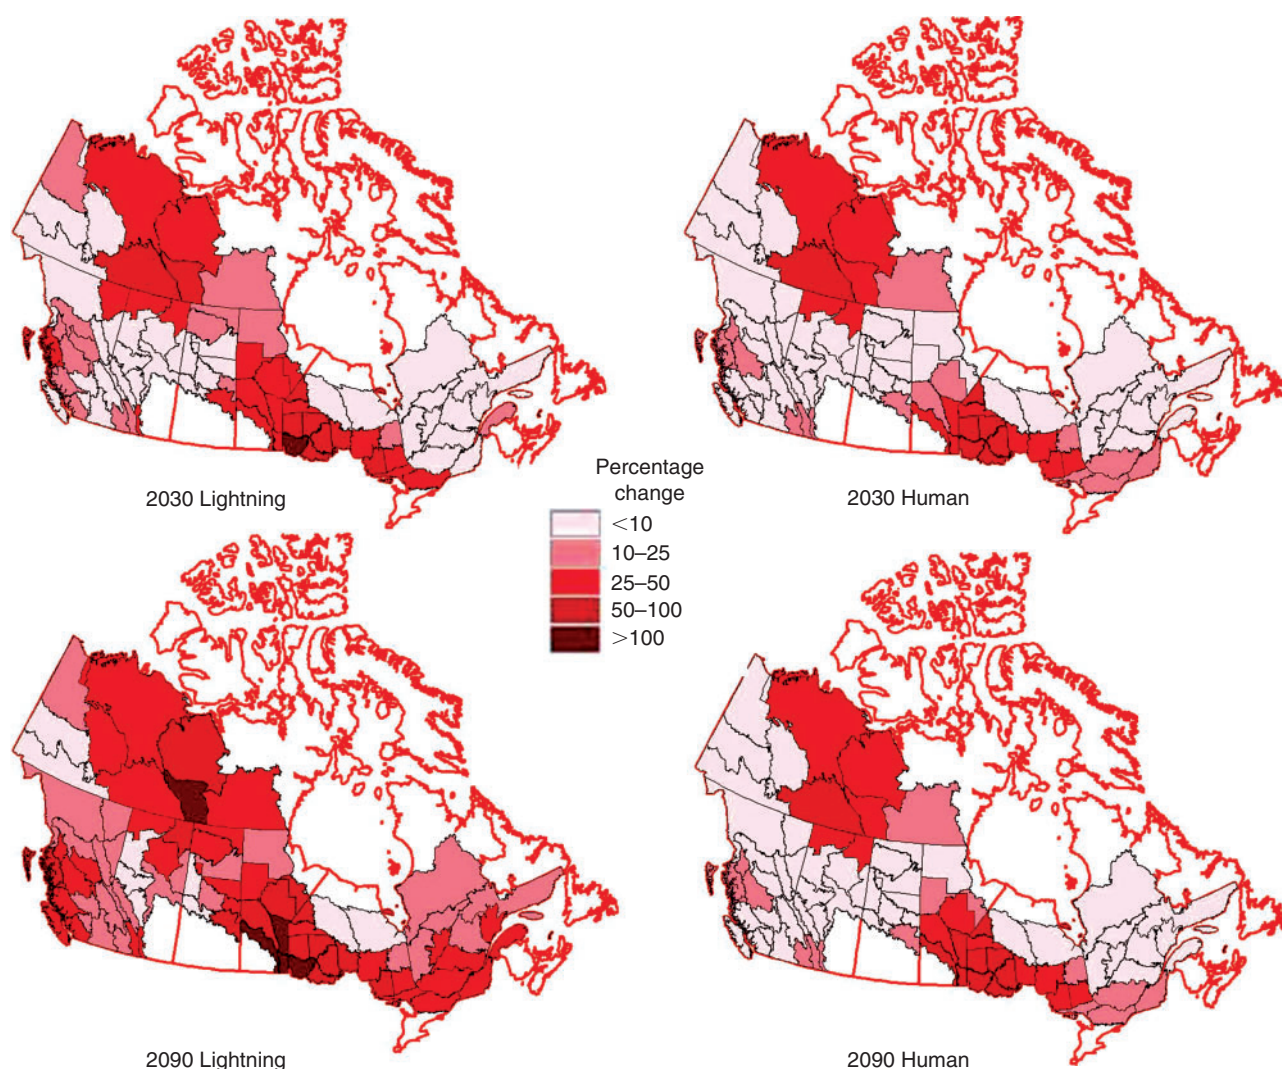 2030 Lightning
2030 Human
Percentage
change
<10
10–25
25–50
50–100
>100
2090 Lightning
2090 Human